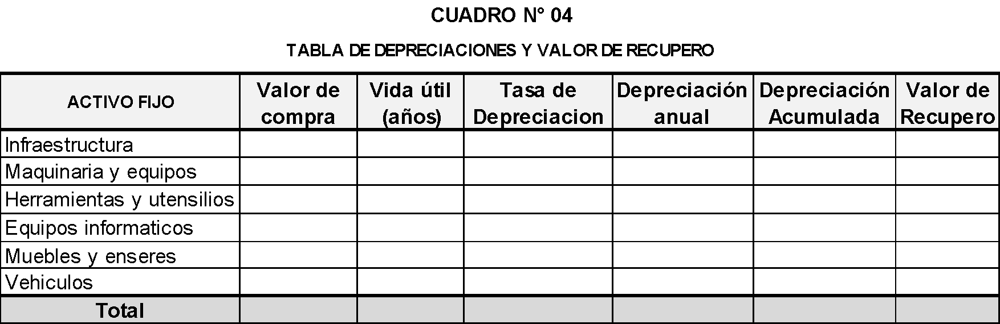 CUADRO N° 04
TABLA DE DEPRECIACIONES Y VALOR DE RECUPERO
ACTIVO FIJO
Valor de
compra
Vida útil
(años)
Tasa de
Depreciacion
Depreciación
anual
Depreciación
Acumulada
Valor de
Recupero
Infraestructura
Maquinaria y equipos
Herramientas y utensilios
Equipos informaticos
Muebles y enseres
Vehiculos
Total